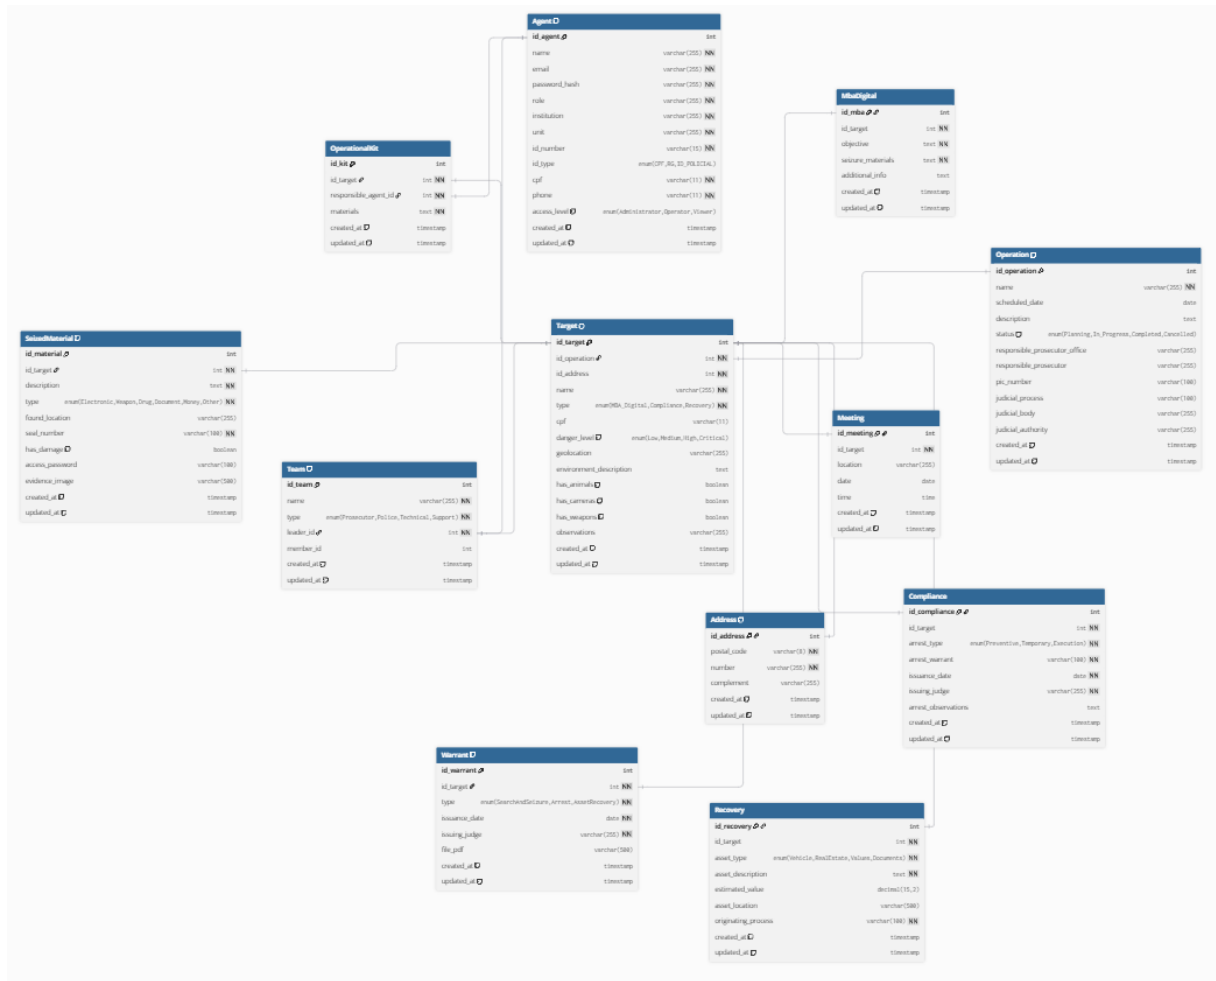 Agent
id_agent int
name varchar(255) NN
email varchar(255) NN
password_hash varchar(255) NN
role varchar(255) NN
institution varchar(255) NN
unit varchar(255) NN
id_number varchar(15) NN
id_type enum(CPF,RG,ID_POLICIAL)
cpf varchar(11) NN
phone varchar(11) NN
access_level enum(Administrator,Operator,Viewer)
created_at timestamp
updated_at timestamp
MbaDigital
id_mba int
id_target int NN
objective text NN
seizure_materials text NN
additional_info text
created_at timestamp
updated_at timestamp
OperationalKit
id_kit int
id_target int NN
responsible_agent_id int NN
materials text NN
created_at timestamp
updated_at timestamp
Operation
id_operation int
name varchar(255) NN
scheduled_date date
description text
status enum(Planning,In_Progress,Completed,Cancelled)
responsible_prosecutor_office varchar(255)
responsible_prosecutor varchar(255)
pic_number varchar(100)
judicial_process varchar(100)
judicial_body varchar(255)
judicial_authority varchar(255)
created_at timestamp
updated_at timestamp
SeizedMaterial
id_material int
id_target int NN
description text NN
type enum(Electronic,Weapon,Drug,Document,Money,Other) NN
found_location varchar(255)
seal_number varchar(100) NN
has_damage boolean
access_password varchar(100)
evidence_image varchar(500)
created_at timestamp
updated_at timestamp
Target
id_target int
id_operation int NN
id_address int NN
name varchar(255) NN
type enum(MBA_Digital,Compliance,Recovery) NN
cpf varchar(11)
danger_level enum(Low,Medium,High,Critical)
geolocation varchar(255)
environment_description text
has_animals boolean
has_cameras boolean
has_weapons boolean
observations varchar(255)
created_at timestamp
updated_at timestamp
Meeting
id_meeting int
id_target int NN
location varchar(255)
date date
time time
created_at timestamp
updated_at timestamp
Team
id_team int
name varchar(255) NN
type enum(Prosecutor,Police,Technical,Support) NN
leader_id int NN
member_id int
created_at timestamp
updated_at timestamp
Compliance
id_compliance int
id_target int NN
arrest_type enum(Preventive,Temporary,Execution) NN
arrest_warrant varchar(100) NN
issuance_date date NN
issuing_judge varchar(255) NN
arrest_observations text
created_at timestamp
updated_at timestamp
Address
id_address int
postal_code varchar(8) NN
number varchar(255) NN
complement varchar(255)
created_at timestamp
updated_at timestamp
Warrant
id_warrant int
id_target int NN
type enum(SearchandSeizure,Arrest,AssetRecovery) NN
issuance_date date NN
issuing_judge varchar(255) NN
file_pdf varchar(500)
created_at timestamp
updated_at timestamp
Recovery
id_recovery int
id_target int NN
asset_type enum(Vehicle,RealEstate,Values,Documents) NN
asset_description text NN
estimated_value decimal(15,2)
asset_location varchar(500)
originating_process varchar(100) NN
created_at timestamp
updated_at timestamp